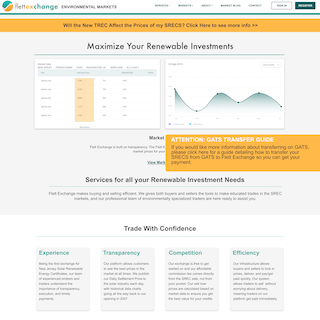 flettexchange ENVIRONMENTAL MARKETS
SERVICES MARKETS ABOUT MARKET BLOG CONTACT SIGN IN REGISTER
Will the New TREC Affect the Prices of my SRECS? Click Here to see more info >>
Maximize Your Renewable Investments
Market
ATTENTION: GATS TRANSFER GUIDE
If you would like more information about transferring on GATS,
please click here for a guide detailing how to transfer your
SRECs from GATS to Flett Exchange so you can get your
payment.
Flett Exchange is built on transparency. The Flett
market prices for your
View More
Services for all your Renewable Investment Needs
Flett Exchange makes buying and selling efficient. We give both buyers and sellers the tools to make educated trades in the SREC
markets, and our professional team of environmentally specialized traders are here ready to assist you.
Trade With Confidence
Experience
Being the first exchange for
New Jersey Solar Renewable
Energy Certificates, our team
of experienced brokers and
traders understand the
importance of transparency,
execution, and timely
payments.
Transparency
Our platform allows customers
to see the best prices in the
market at all times. We publish
our Daily Settlement Price to
the solar industry each day,
with historical data charts
going all the way back to our
opening in 2007.
Competition
Our exchange is free to get
started on and our affordable
commission fee comes directly
from the SREC sale, not from
your pocket. Our sell now
prices are calculated based on
market data to ensure you get
the best value for your credits.
Efficiency
Our infrastructure allows
buyers and sellers to lock in
prices, deliver, and pay/get
paid quickly. Our system
allows traders to sell without
worrying about delivery,
meaning traders on our
platform get paid immediately.